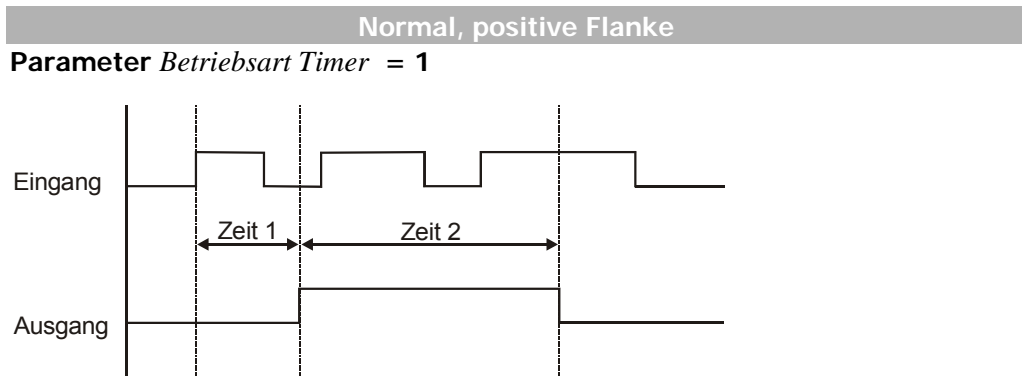 Normal, positive Flanke
Parameter Betriebsart Timer = 1
Eingang
Zeit 1
Zeit 2
Ausgang